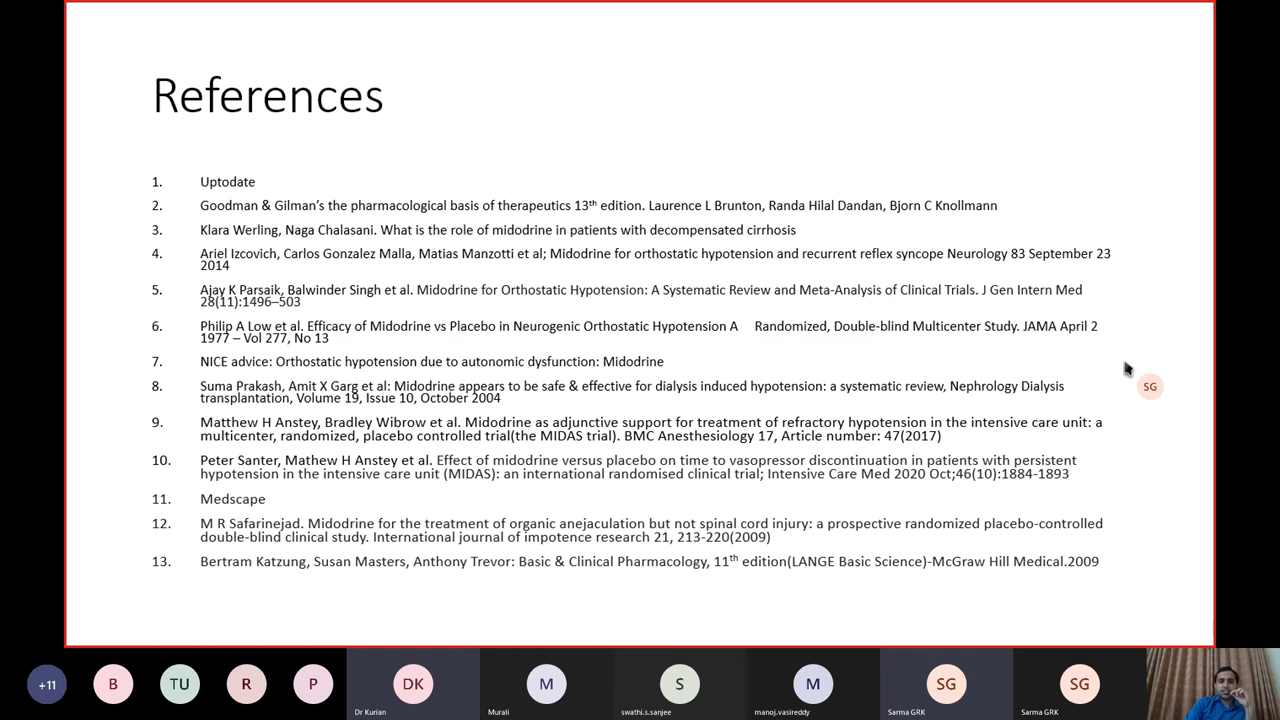 References
1. Uptodate
2. Goodman & Gilman’s the pharmacological basis of therapeutics 13th edition. Laurence L Brunton, Randa Hilal Dandan, Bjorn C Knollmann
3. Klara Werling, Naga Chalasani. What is the role of midodrine in patients with decompensated cirrhosis
4. Ariel Izcovich, Carlos Gonzalez Malla, Matias Manzotti et al; Midodrine for orthostatic hypotension and recurrent reflex syncope Neurology 83 September 23
2014
5. Ajay K Parsaik, Balwinder Singh et al. Midodrine for Orthostatic Hypotension: A Systematic Review and Meta-Analysis of Clinical Trials. J Gen Intern Med
28(11):1496–503
6. Philip A Low et al. Efficacy of Midodrine vs Placebo in Neurogenic Orthostatic Hypotension A Randomized, Double-blind Multicenter Study. JAMA April 2
1977 – Vol 277, No 13
7. NICE advice: Orthostatic hypotension due to autonomic dysfunction: Midodrine
8. Suma Prakash, Amit X Garg et al: Midodrine appears to be safe & effective for dialysis induced hypotension: a systematic review, Nephrology Dialysis
transplantation, Volume 19, Issue 10, October 2004
SG
9. Matthew H Anstey, Bradley Wibrow et al. Midodrine as adjunctive support for treatment of refractory hypotension in the intensive care unit: a
multicenter, randomized, placebo controlled trial(the MIDAS trial). BMC Anesthesiology 17, Article number: 47(2017)
10. Peter Santer, Mathew H Anstey et al. Effect of midodrine versus placebo on time to vasopressor discontinuation in patients with persistent
hypotension in the intensive care unit (MIDAS): an international randomised clinical trial; Intensive Care Med 2020 Oct;46(10):1884-1893
11. Medscape
12. M R Safarinejad. Midodrine for the treatment of organic anejaculation but not spinal cord injury: a prospective randomized placebo-controlled
double-blind clinical study. International journal of impotence research 21, 213-220(2009)
13. Bertram Katzung, Susan Masters, Anthony Trevor: Basic & Clinical Pharmacology, 11th edition(LANGE Basic Science)-McGraw Hill Medical.2009
+11 B TU R P DK M S M SG SG
Dr Kurian Murali swathi.s.sanjee manoj.vasireddy Sarma GRK Sarma GRK